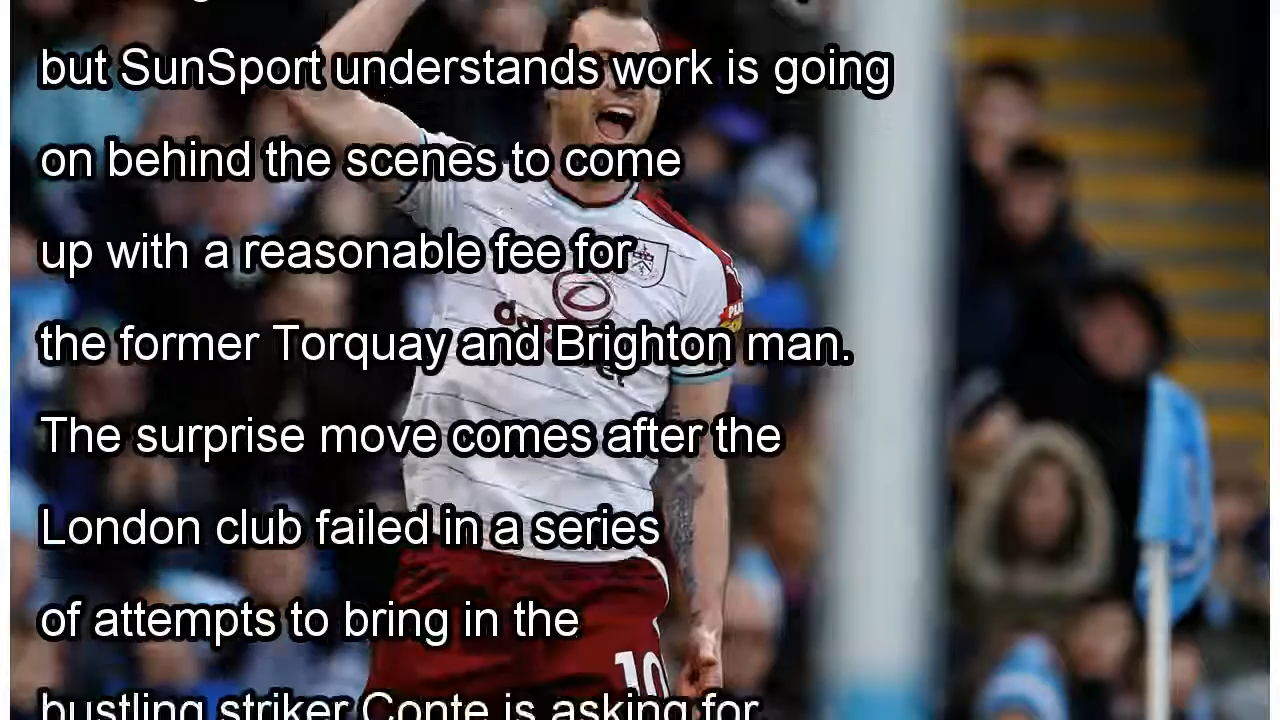 but SunSport understands work is going
on behind the scenes to come
up with a reasonable fee for
the former Torquay and Brighton man.
The surprise move comes after the
London club failed in a series
of attempts to bring in the
10
bustling striker Conte is asking for